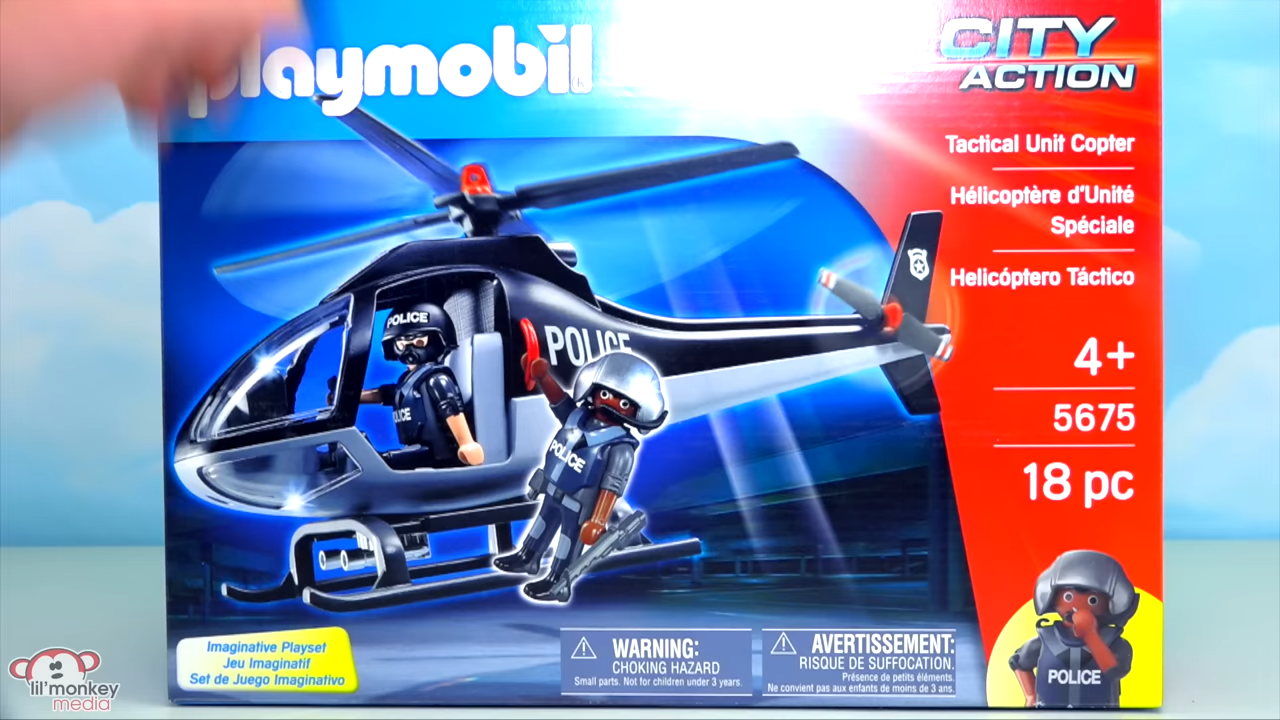 playmobil
CITY
ACTION
Tactical Unit Copter
Hélicoptère d'Unité
Spéciale
Helicóptero Táctico
4+
5675
18 pc
POLICE
POLICE
POLICE
POLICE
POLICE
Imaginative Playset
Jeu Imaginatif
Set de Juego Imaginativo
WARNING:
CHOKING HAZARD
Small parts. Not for children under 3 years.
AVERTISSEMENT:
RISQUE DE SUFFOCATION.
Présence de petits éléments.
Ne convient pas aux enfants de moins de 3 ans.
lil'monkey
media